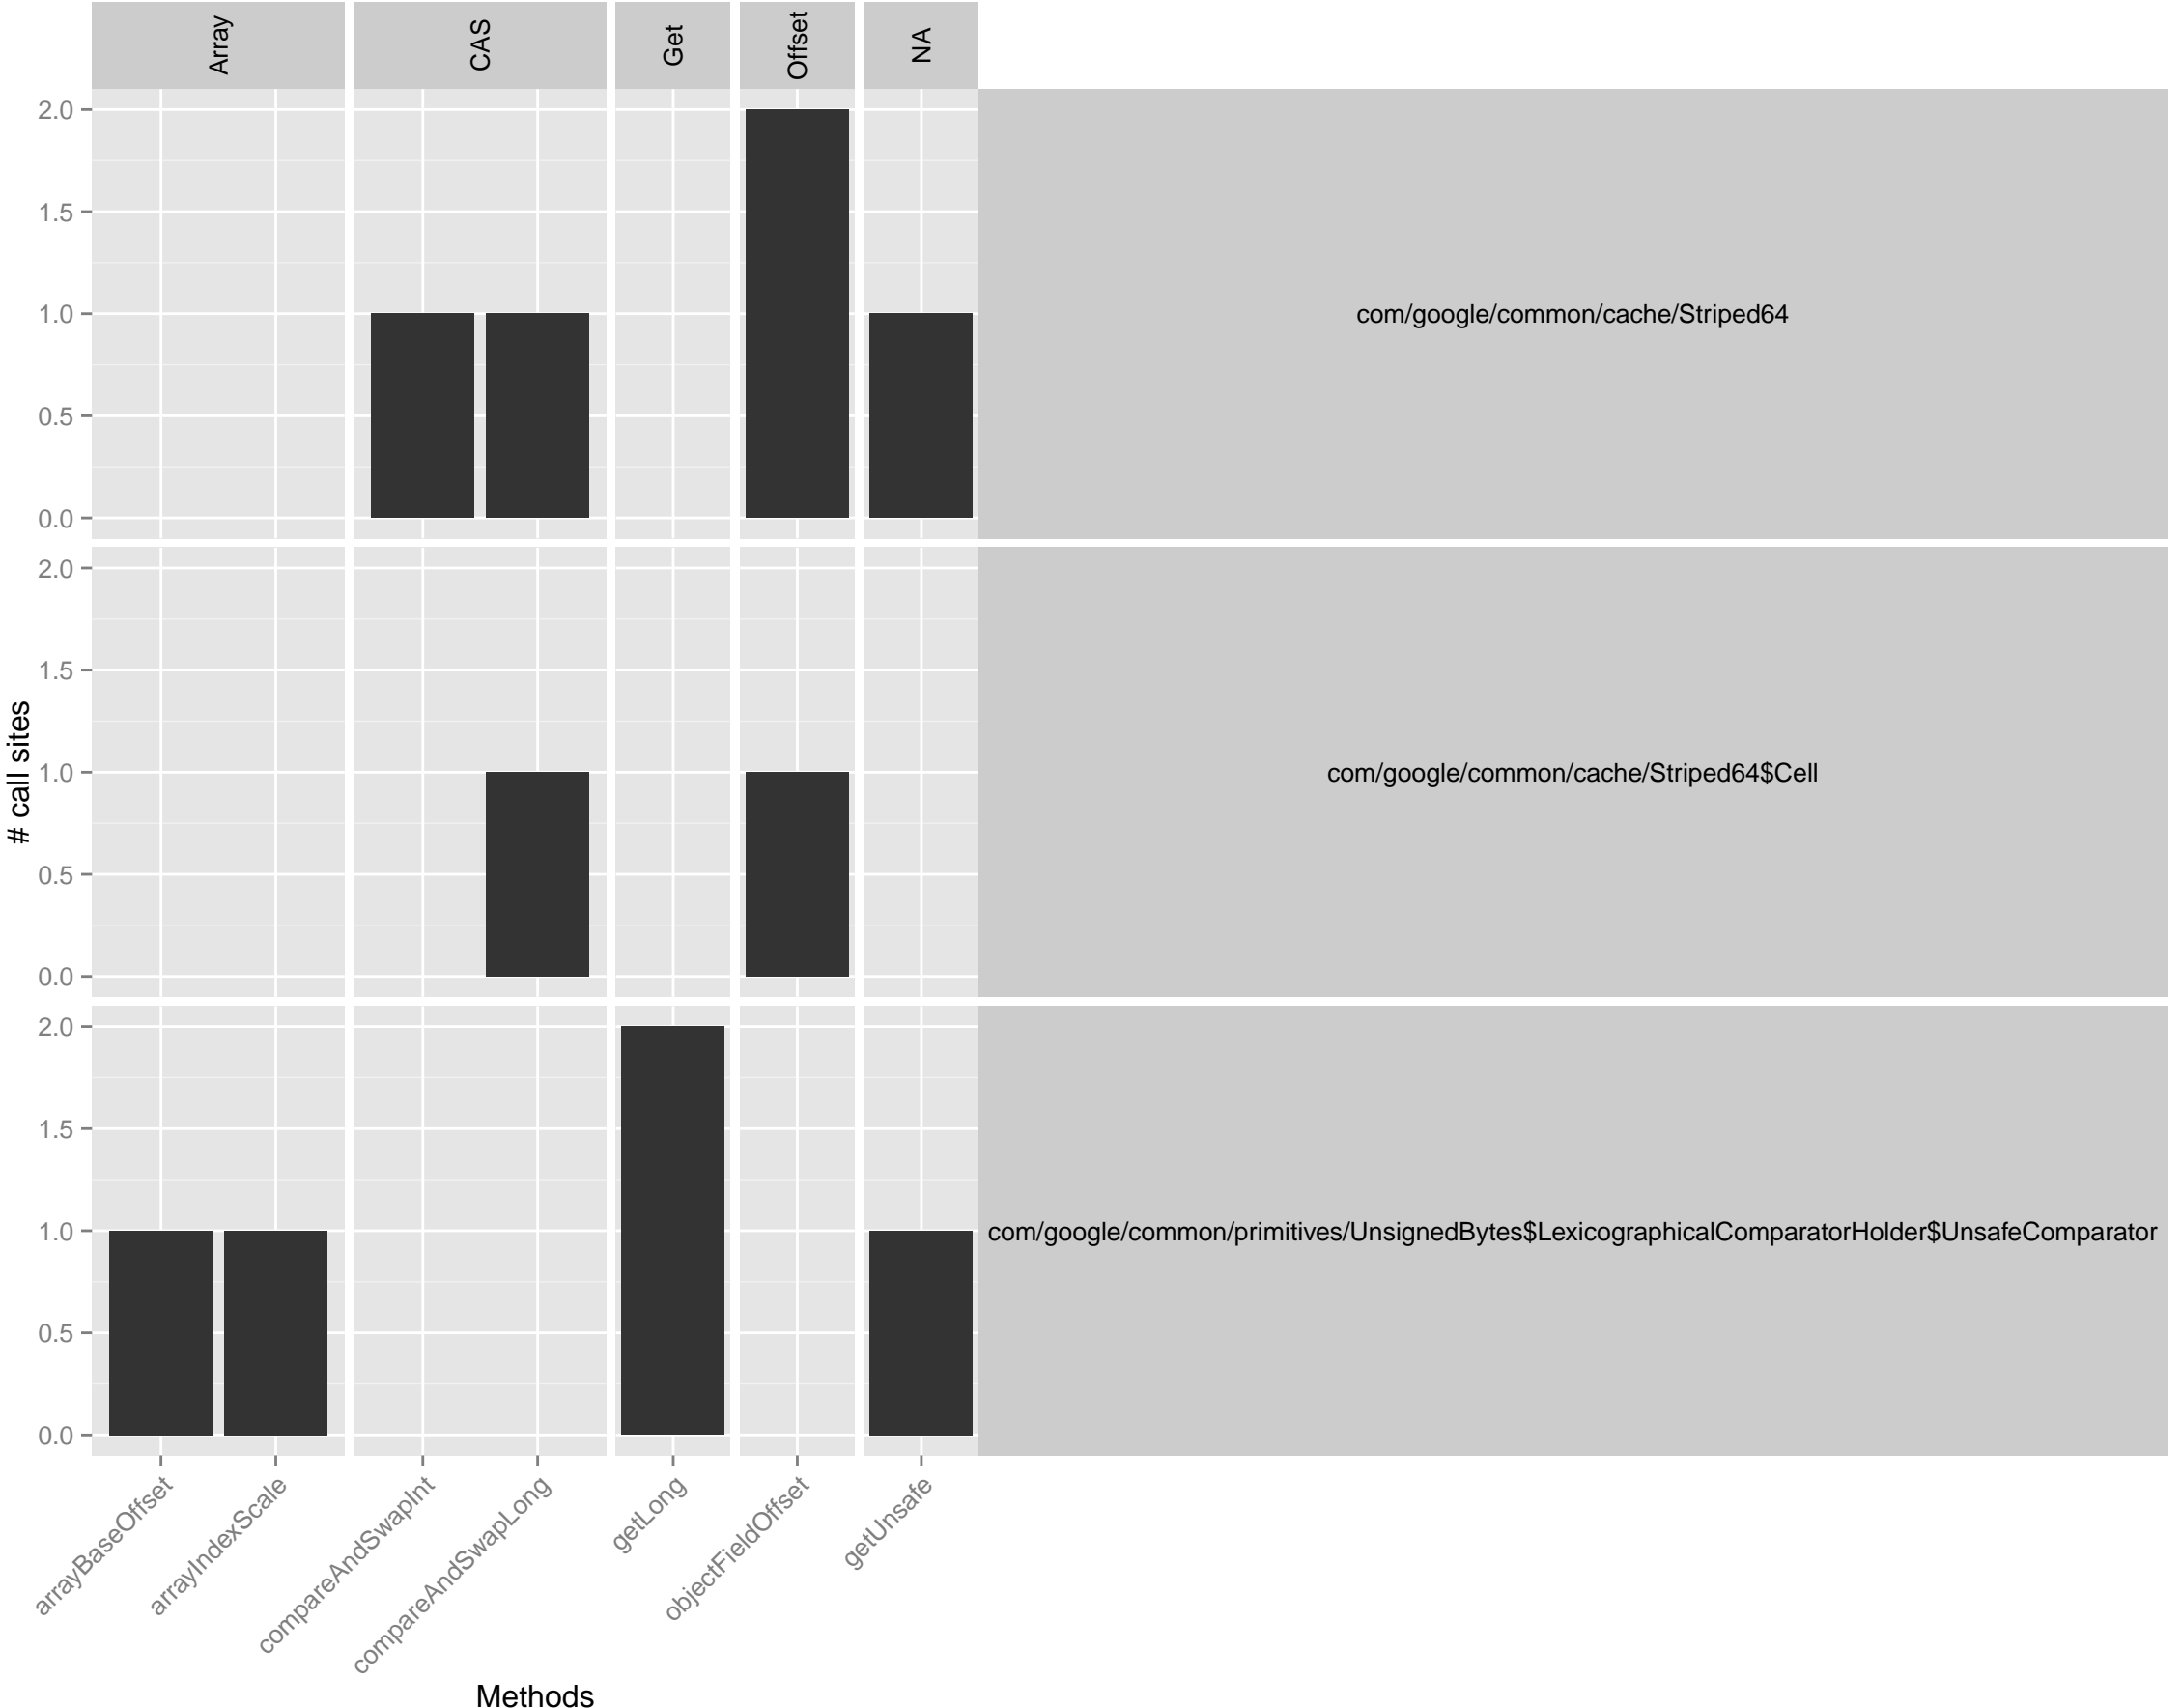 Array
CAS
Get
Offset
NA
2.0
1.5
1.0
0.5
0.0
com/google/common/cache/Striped64
2.0
1.5
1.0
0.5
0.0
com/google/common/cache/Striped64$Cell
2.0
1.5
1.0
0.5
0.0
com/google/common/primitives/UnsignedBytes$LexicographicalComparatorHolder$UnsafeComparator
# call sites
arrayBaseOffset
arrayIndexScale
compareAndSwapInt
compareAndSwapLong
getLong
objectFieldOffset
getUnsafe
Methods